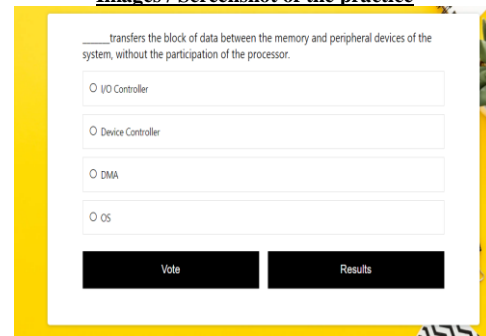 Images / Screenshot of the practice
_____transfers the block of data between the memory and peripheral devices of the
system, without the participation of the processor.
I/O Controller
Device Controller
DMA
OS
Vote
Results